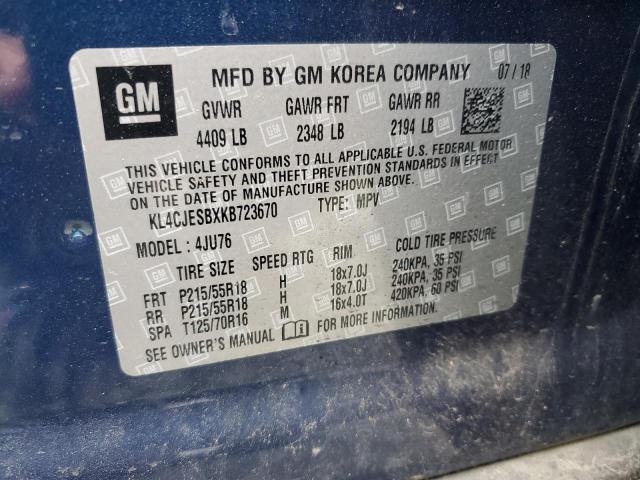 GM MFD BY GM KOREA COMPANY 07/18
GVWR GAWR FRT GAWR RR
4409 LB 2348 LB 2194 LB
THIS VEHICLE CONFORMS TO ALL APPLICABLE U.S. FEDERAL MOTOR
VEHICLE SAFETY AND THEFT PREVENTION STANDARDS IN EFFECT
ON THE DATE OF MANUFACTURE SHOWN ABOVE.
KL4CJESBXKB723670 TYPE: MPV
MODEL: 4JU76
TIRE SIZE SPEED RTG RIM COLD TIRE PRESSURE
FRT P215/55R18 H 18x7.0J 240KPA, 35 PSI
RR P215/55R18 H 18x7.0J 240KPA, 35 PSI
SPA T125/70R16 M 16x4.0T 420KPA, 60 PSI
SEE OWNER'S MANUAL FOR MORE INFORMATION.